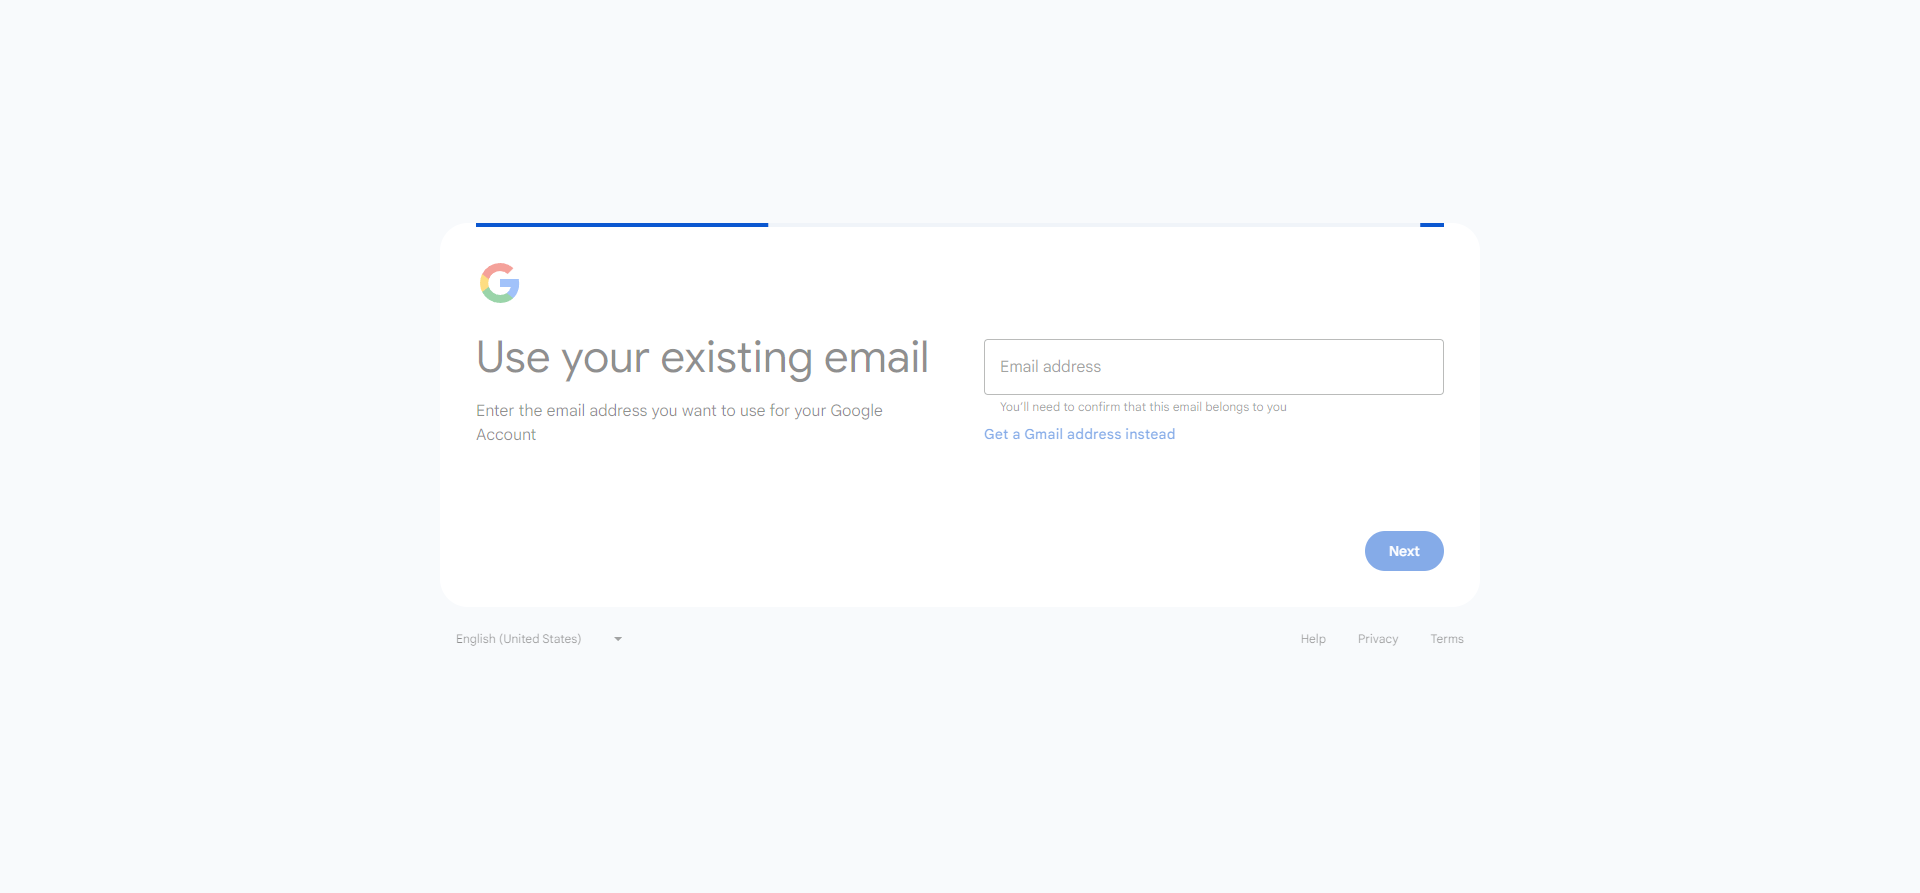 Use your existing email
Enter the email address you want to use for your Google
Account
Email address
You'll need to confirm that this email belongs to you
Get a Gmail address instead
Next
English (United States)
Help
Privacy
Terms